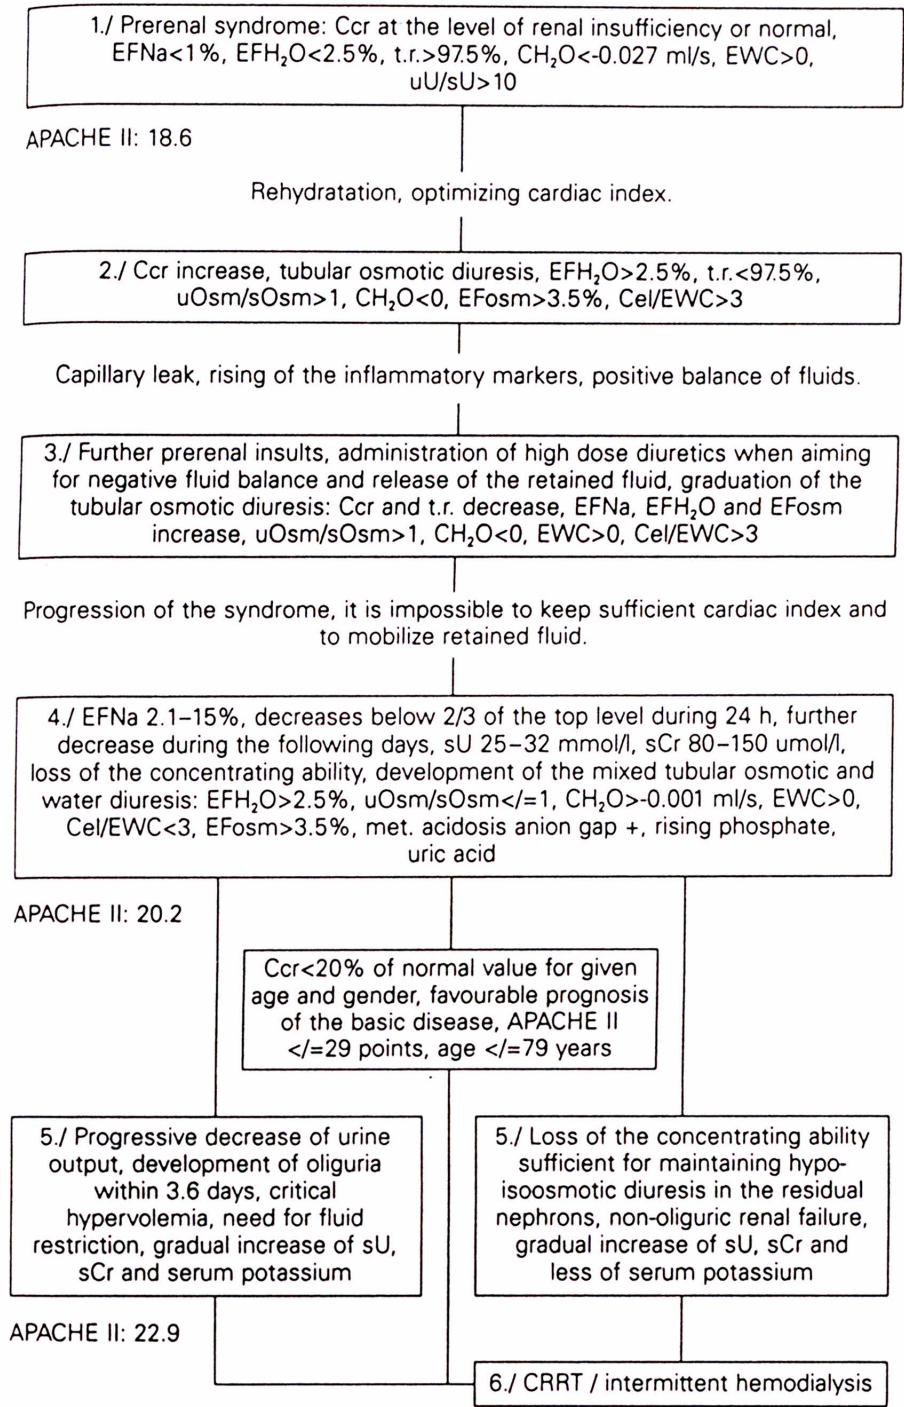 1./ Prerenal syndrome: Ccr at the level of renal insufficiency or normal,
EFNa<1%, EFH₂O<2.5%, t.r.>97.5%, CH₂O<-0.027 ml/s, EWC>0,
uU/sU>10
APACHE II: 18.6
Rehydratation, optimizing cardiac index.
2./ Ccr increase, tubular osmotic diuresis, EFH₂O>2.5%, t.r.<97.5%,
uOsm/sOsm>1, CH₂O<0, EFosm>3.5%, Cel/EWC>3
Capillary leak, rising of the inflammatory markers, positive balance of fluids.
3./ Further prerenal insults, administration of high dose diuretics when aiming
for negative fluid balance and release of the retained fluid, graduation of the
tubular osmotic diuresis: Ccr and t.r. decrease, EFNa, EFH₂O and EFosm
increase, uOsm/sOsm>1, CH₂O<0, EWC>0, Cel/EWC>3
Progression of the syndrome, it is impossible to keep sufficient cardiac index and
to mobilize retained fluid.
4./ EFNa 2.1–15%, decreases below 2/3 of the top level during 24 h, further
decrease during the following days, sU 25–32 mmol/l, sCr 80–150 umol/l,
loss of the concentrating ability, development of the mixed tubular osmotic and
water diuresis: EFH₂O>2.5%, uOsm/sOsm</=1, CH₂O>-0.001 ml/s, EWC>0,
Cel/EWC<3, EFosm>3.5%, met. acidosis anion gap +, rising phosphate,
uric acid
APACHE II: 20.2
Ccr<20% of normal value for given
age and gender, favourable prognosis
of the basic disease, APACHE II
</=29 points, age </=79 years
5./ Progressive decrease of urine
output, development of oliguria
within 3.6 days, critical
hypervolemia, need for fluid
restriction, gradual increase of sU,
sCr and serum potassium
5./ Loss of the concentrating ability
sufficient for maintaining hypo-
isoosmotic diuresis in the residual
nephrons, non-oliguric renal failure,
gradual increase of sU, sCr and
less of serum potassium
APACHE II: 22.9
6./ CRRT / intermittent hemodialysis